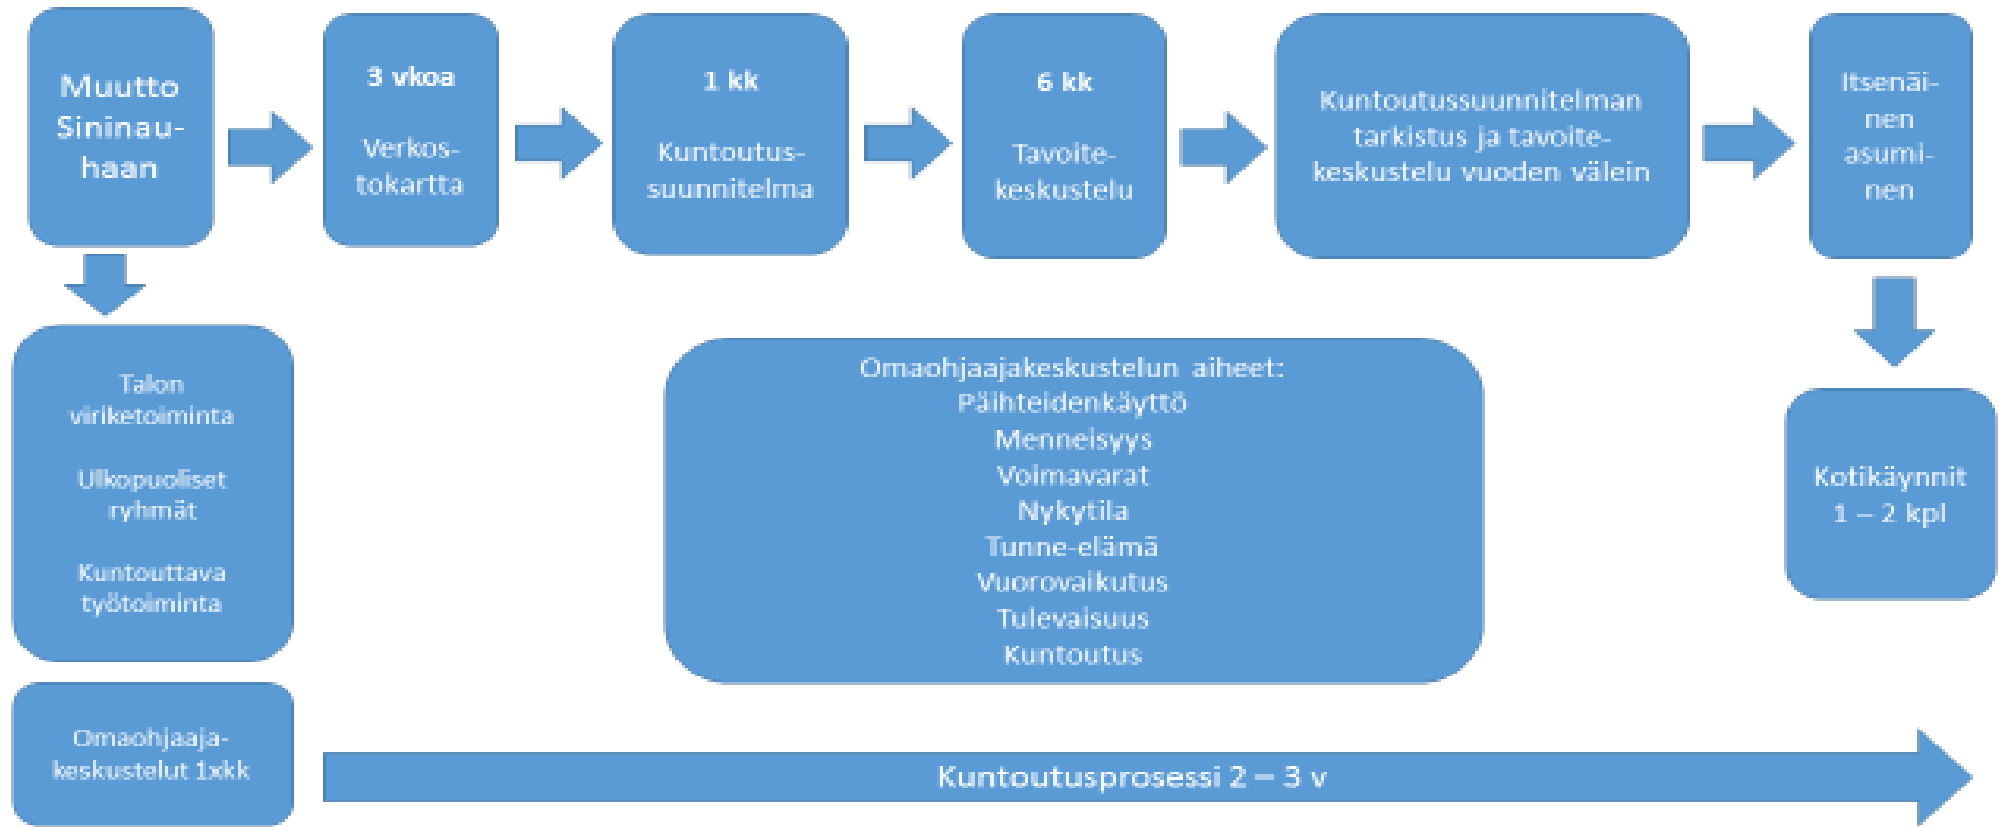 Muutto
Sininau-
haan
3 vkoa
Verkos-
tokartta
1 kk
Kuntoutus-
suunnitelma
6 kk
Tavoite-
keskustelu
Kuntoutussuunnitelman
tarkistus ja tavoite-
keskustelu vuoden välein
Itsenäi-
nen
asumi-
nen
Talon
viriketoiminta
Ulkopuoliset
ryhmät
Kuntouttava
työtoiminta
Omaohjaajakeskustelun aiheet:
Päihteidenkäyttö
Menneisyys
Voimavarat
Nykytila
Tunne-elämä
Vuorovaikutus
Tulevaisuus
Kuntoutus
Kotikäynnit
1 – 2 kpl
Omaohjaaja-
keskustelut 1xkk
Kuntoutusprosessi 2 – 3 v